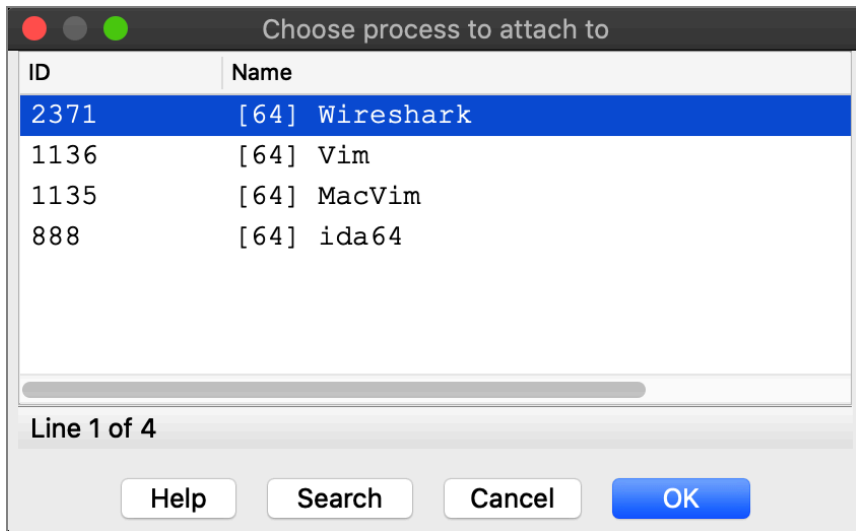 Choose process to attach to
ID Name
2371 [64] Wireshark
1136 [64] Vim
1135 [64] MacVim
888 [64] ida64
Line 1 of 4
Help Search Cancel OK